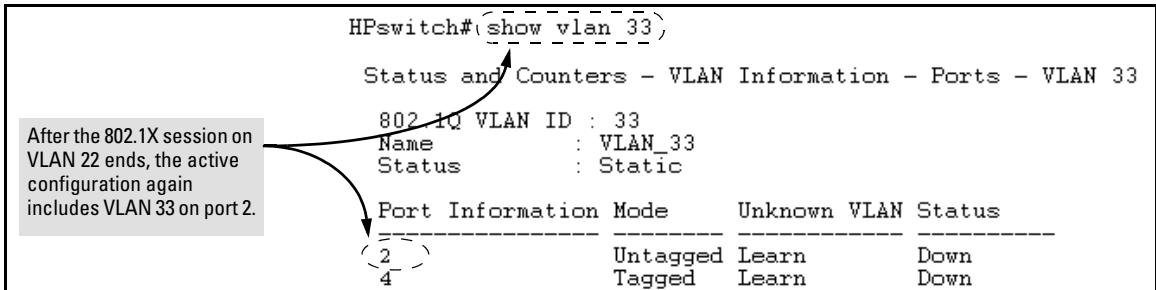 HPswitch# show vlan 33
Status and Counters - VLAN Information - Ports - VLAN 33
802.1Q VLAN ID : 33
Name : VLAN_33
Status : Static
After the 802.1X session on
VLAN 22 ends, the active
configuration again
includes VLAN 33 on port 2.
Port Information Mode Unknown VLAN Status
---------------- -------- ------------ ----------
2 Untagged Learn Down
4 Tagged Learn Down